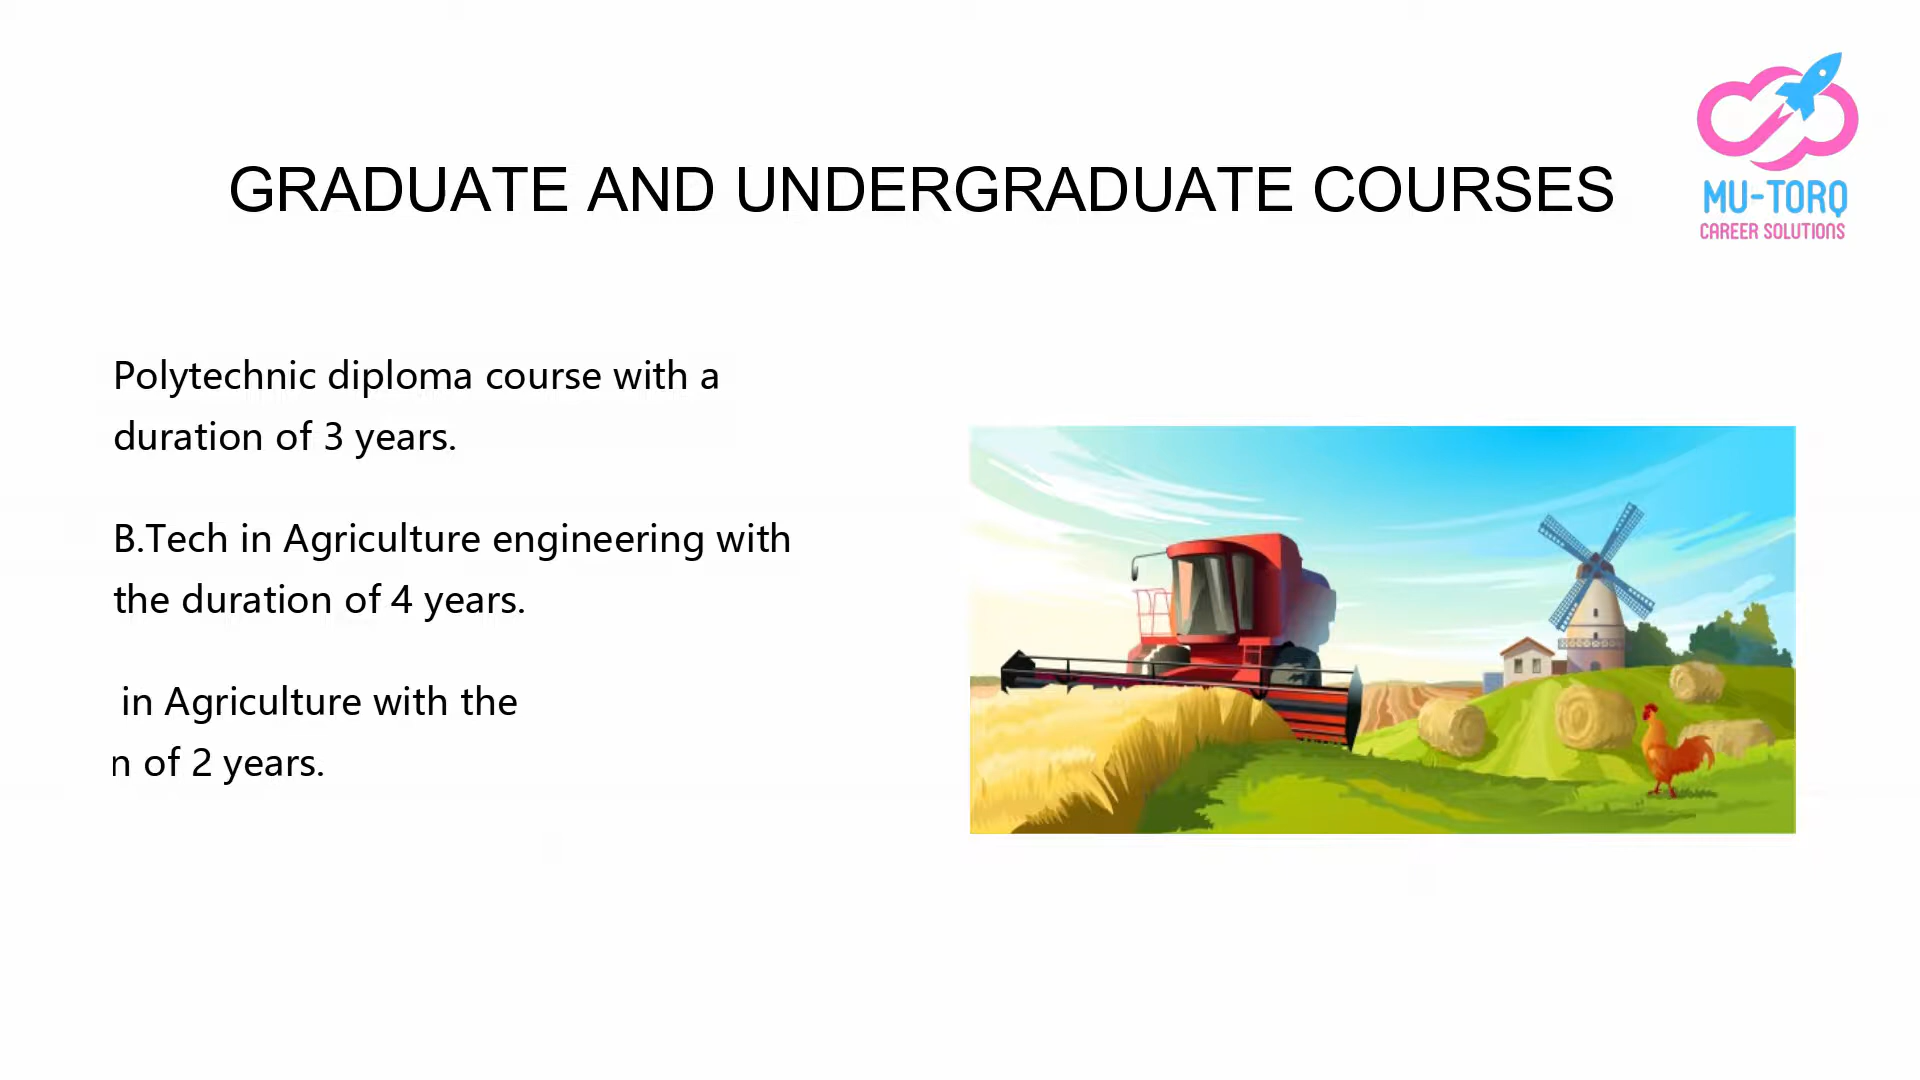 GRADUATE AND UNDERGRADUATE COURSES
MU-TORQ
CAREER SOLUTIONS
Polytechnic diploma course with a
duration of 3 years.
B.Tech in Agriculture engineering with
the duration of 4 years.
in Agriculture with the
n of 2 years.